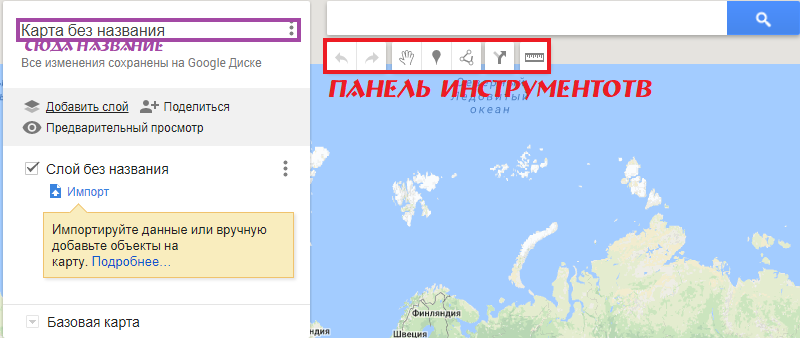 Карта без названия
СЮДА НАЗВАНИЕ
Все изменения сохранены на Google Диске
Добавить слой
Поделиться
Предварительный просмотр
Слой без названия
Импорт
Импортируйте данные или вручную
добавьте объекты на
карту. Подробнее…
Базовая карта
ПАНЕЛЬ ИНСТРУМЕНТОТВ
Северный
Ледовитый
океан
Финляндия
Швеция